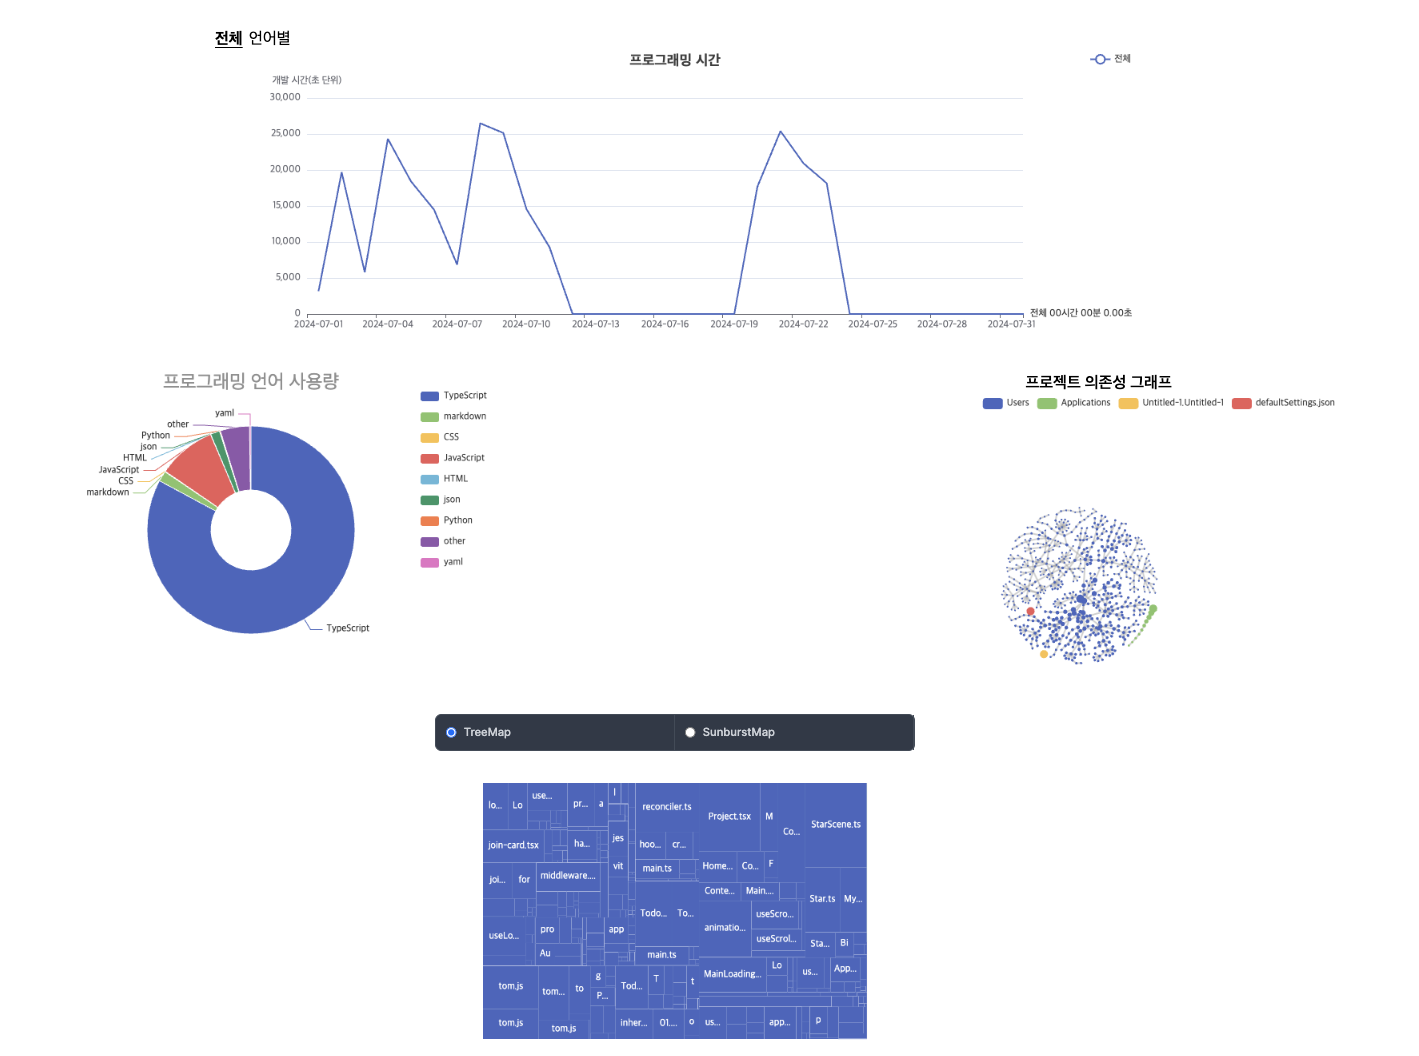 전체 언어별
프로그래밍 시간
전체
개발 시간(초 단위)
30,000
25,000
20,000
15,000
10,000
5,000
0
2024-07-01 2024-07-04 2024-07-07 2024-07-10 2024-07-13 2024-07-16 2024-07-19 2024-07-22 2024-07-25 2024-07-28 2024-07-31
전체 00시간 00분 0.00초
프로그래밍 언어 사용량
yaml
other
Python
json
HTML
JavaScript
CSS
markdown
TypeScript
TypeScript
markdown
CSS
JavaScript
HTML
json
Python
other
yaml
프로젝트 의존성 그래프
Users Applications Untitled-1.Untitled-1 defaultSettings.json
TreeMap SunburstMap
lo... Lo use... pr... a l reconciler.ts Project.tsx M Co... StarScene.ts
join-card.tsx ha... jes hoo... cr...
joi... for middleware.... vit main.ts Home... Co... F
Conte... Main.... Star.ts My...
useLo... pro app Todo... To... animatio... useScro...
useScrol... Sta... Bi
Au main.ts
MainLoading... Lo us... App...
tom.js tom... to g P... Tod... T t
tom.js tom.js inher... 01.... o us... app... p